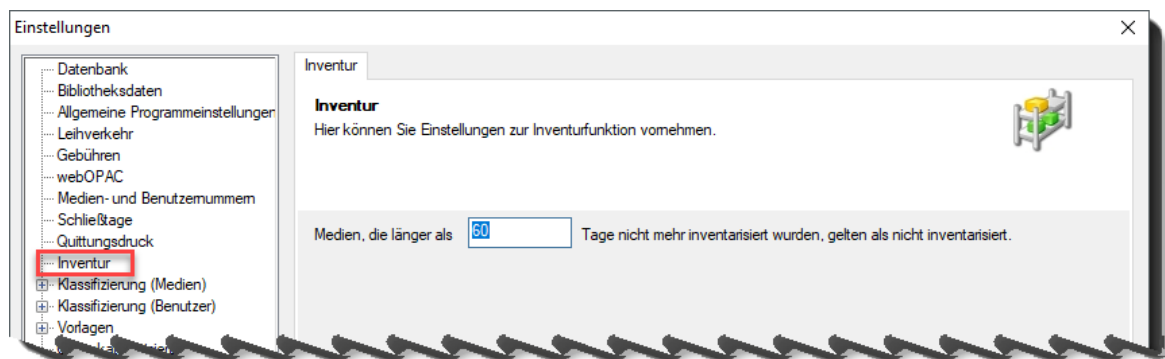 Einstellungen
Datenbank
Bibliotheksdaten
Allgemeine Programmeinstellungen
Leihverkehr
Gebühren
webOPAC
Medien- und Benutzernummern
Schließtage
Quittungsdruck
Inventur
Klassifizierung (Medien)
Klassifizierung (Benutzer)
Vorlagen
Inventur
Inventur
Hier können Sie Einstellungen zur Inventurfunktion vornehmen.
Medien, die länger als 60 Tage nicht mehr inventarisiert wurden, gelten als nicht inventarisiert.